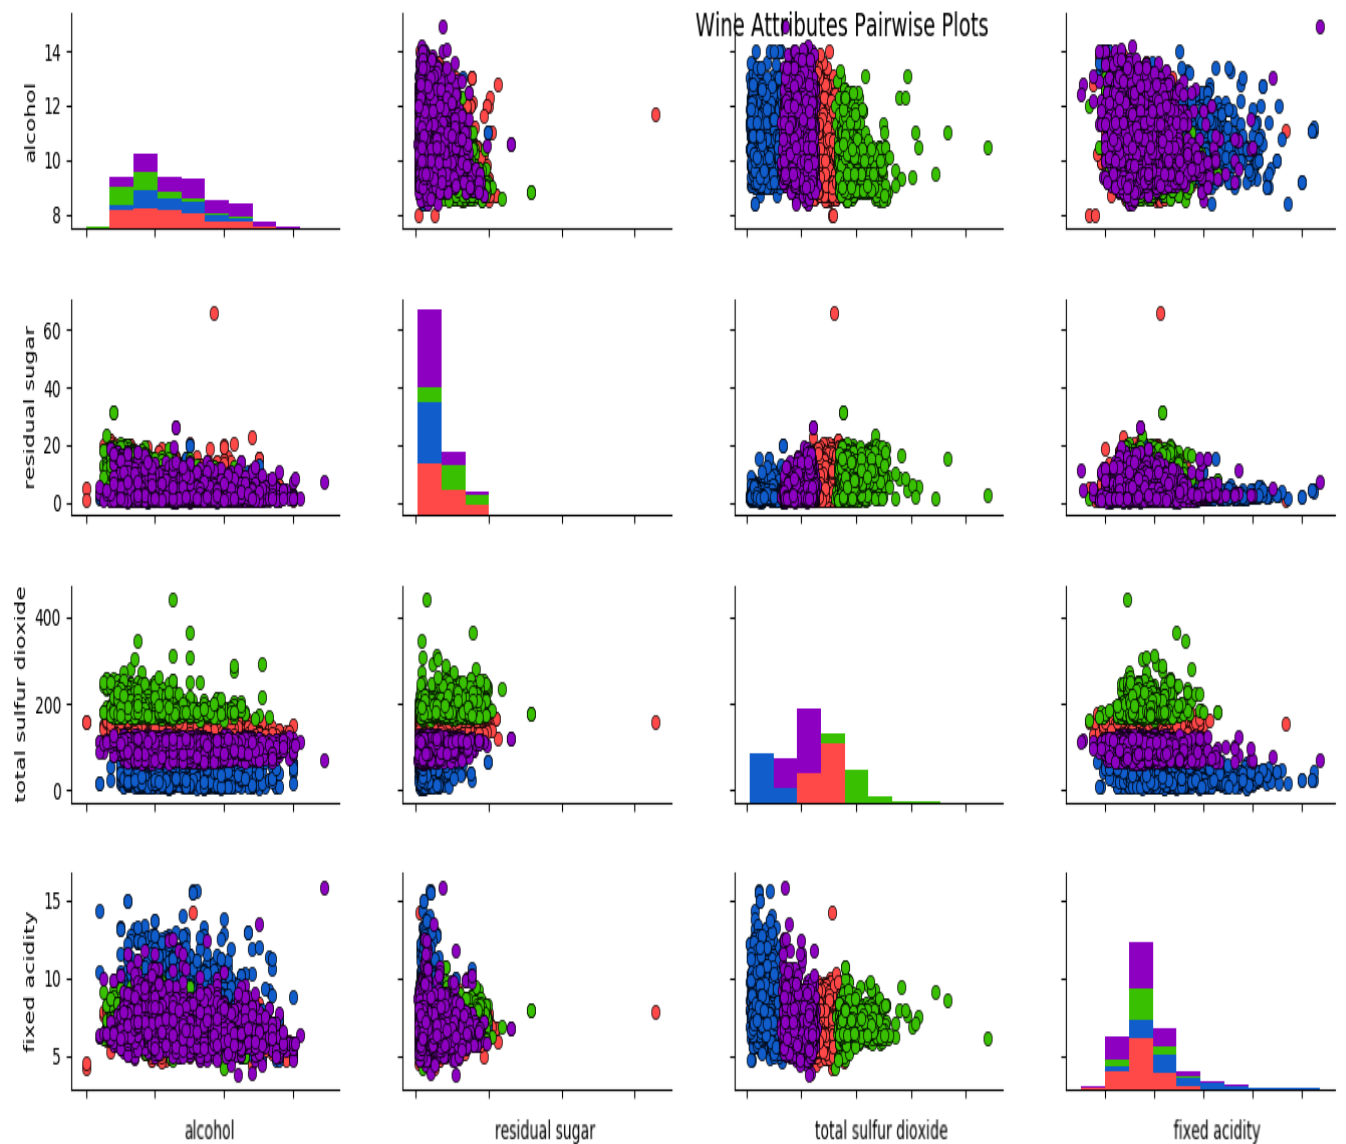 Wine Attributes Pairwise Plots
alcohol
14
12
10
8
residual sugar
60
40
20
0
total sulfur dioxide
400
200
0
fixed acidity
15
10
5
alcohol
residual sugar
total sulfur dioxide
fixed acidity